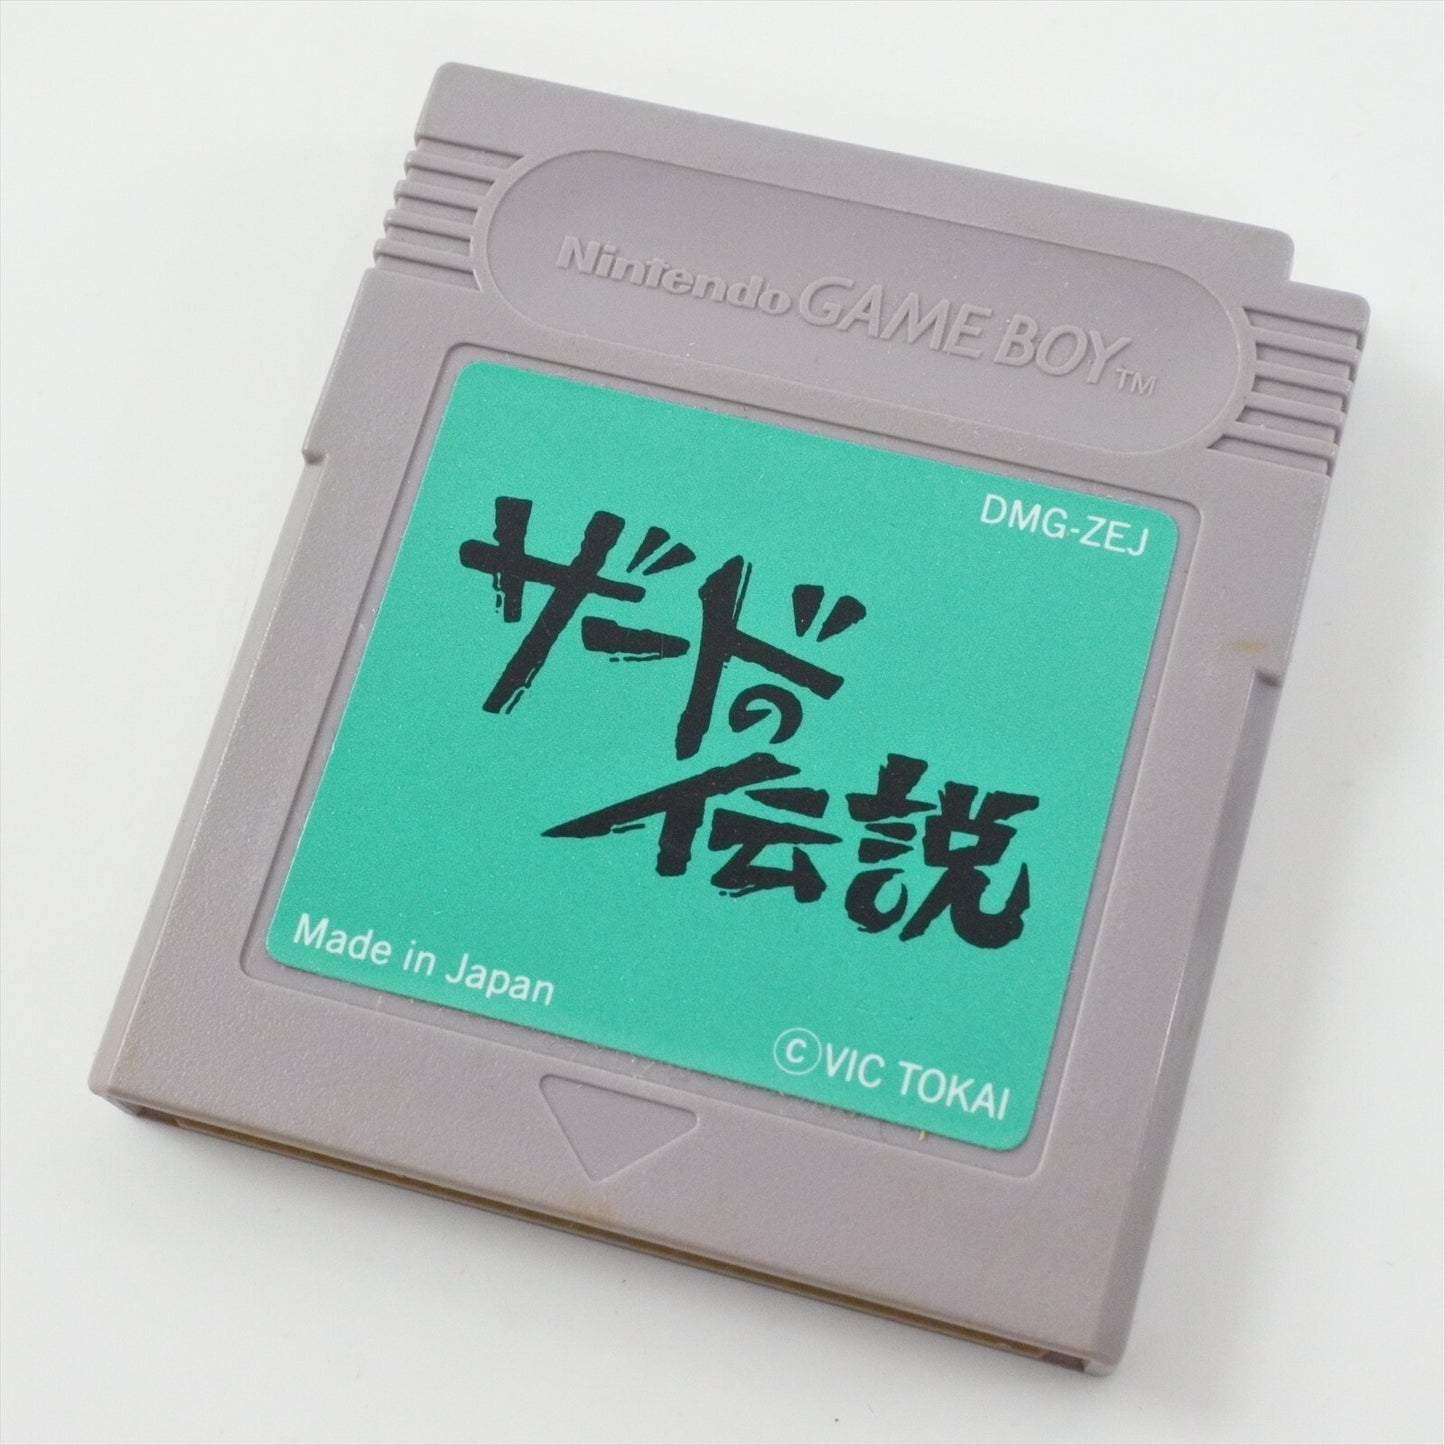 Nintendo GAME BOY™
DMG-ZEJ
ザードの
伝説
Made in Japan
©VIC TOKAI